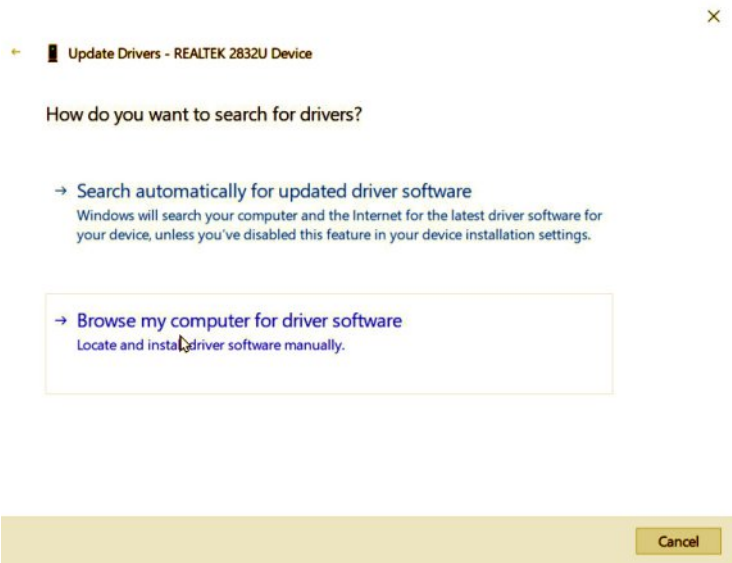 Update Drivers - REALTEK 2832U Device
How do you want to search for drivers?
Search automatically for updated driver software
Windows will search your computer and the Internet for the latest driver software for
your device, unless you've disabled this feature in your device installation settings.
Browse my computer for driver software
Locate and install driver software manually.
Cancel